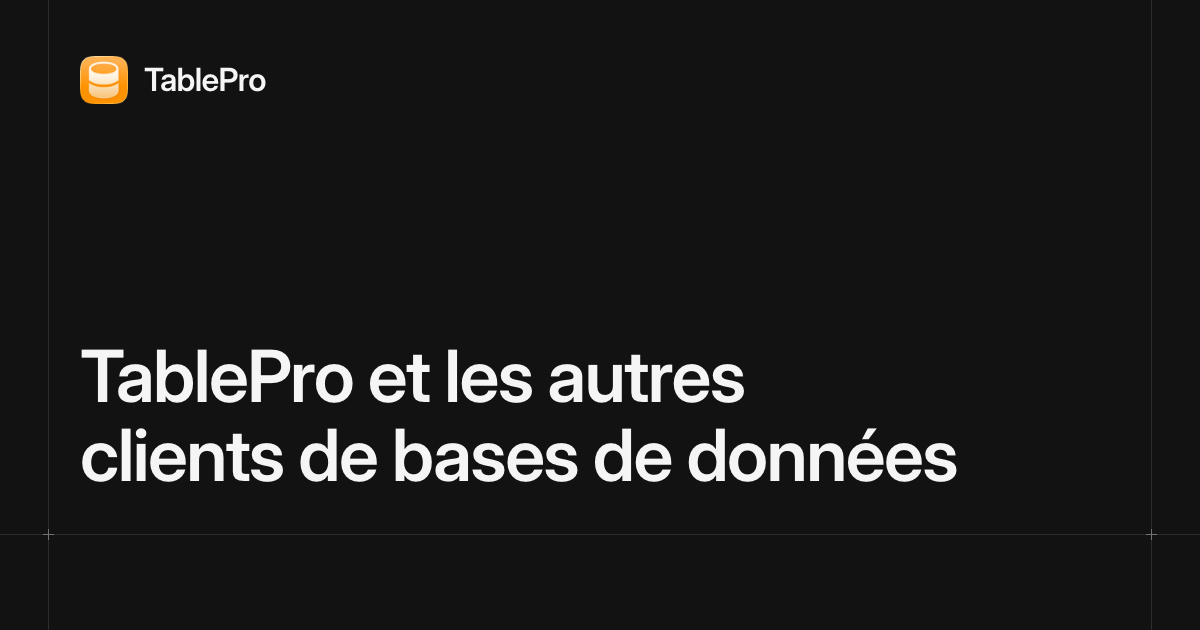 TablePro
TablePro et les autres
clients de bases de données